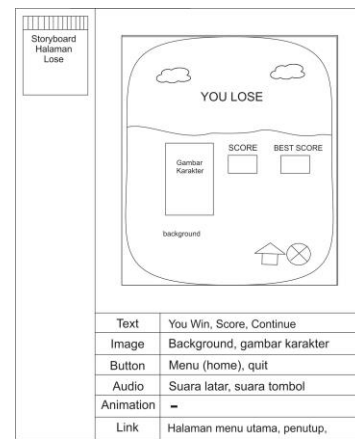 Storyboard
Halaman
Lose
YOU LOSE
SCORE BEST SCORE
Gambar
Karakter
background
Text You Win, Score, Continue
Image Background, gambar karakter
Button Menu (home), quit
Audio Suara latar, suara tombol
Animation -
Link Halaman menu utama, penutup,